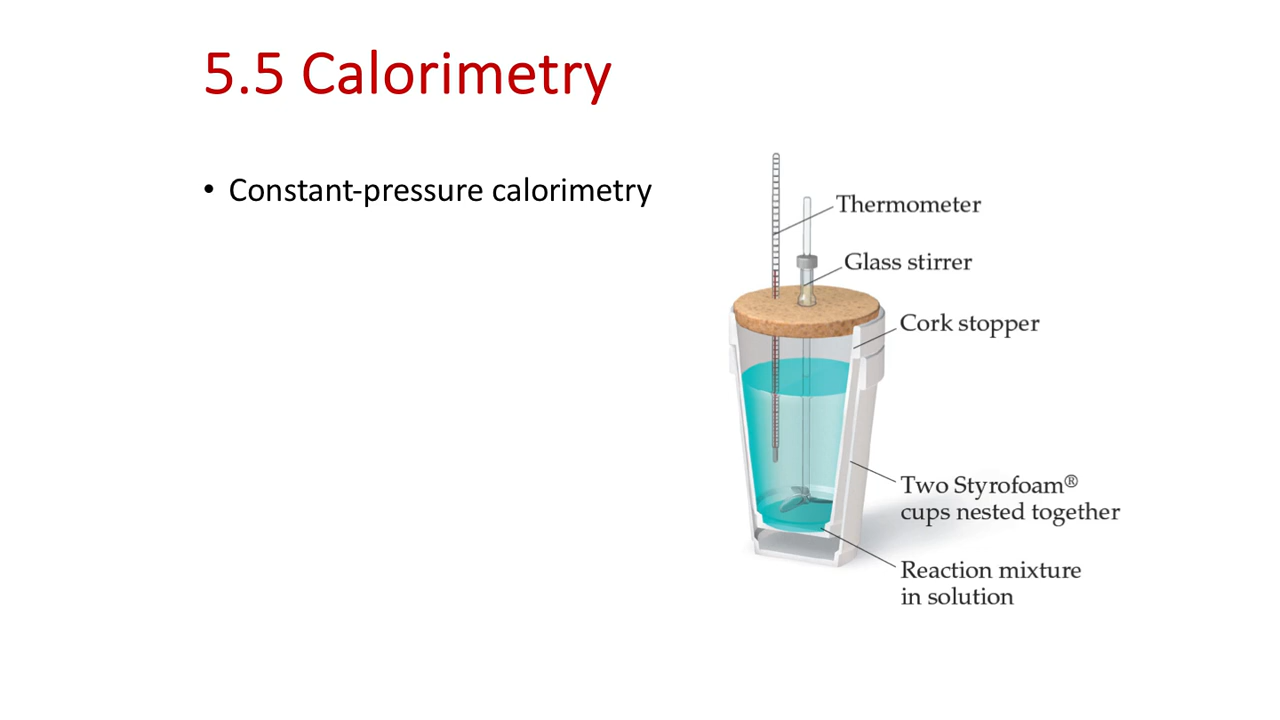 5.5 Calorimetry
• Constant-pressure calorimetry
Thermometer
Glass stirrer
Cork stopper
Two Styrofoam®
cups nested together
Reaction mixture
in solution